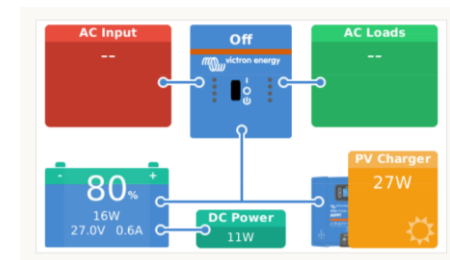 AC Input
--
Off
victron energy
AC Loads
--
- +
80%
16W
27.0V 0.6A
DC Power
11W
PV Charger
27W